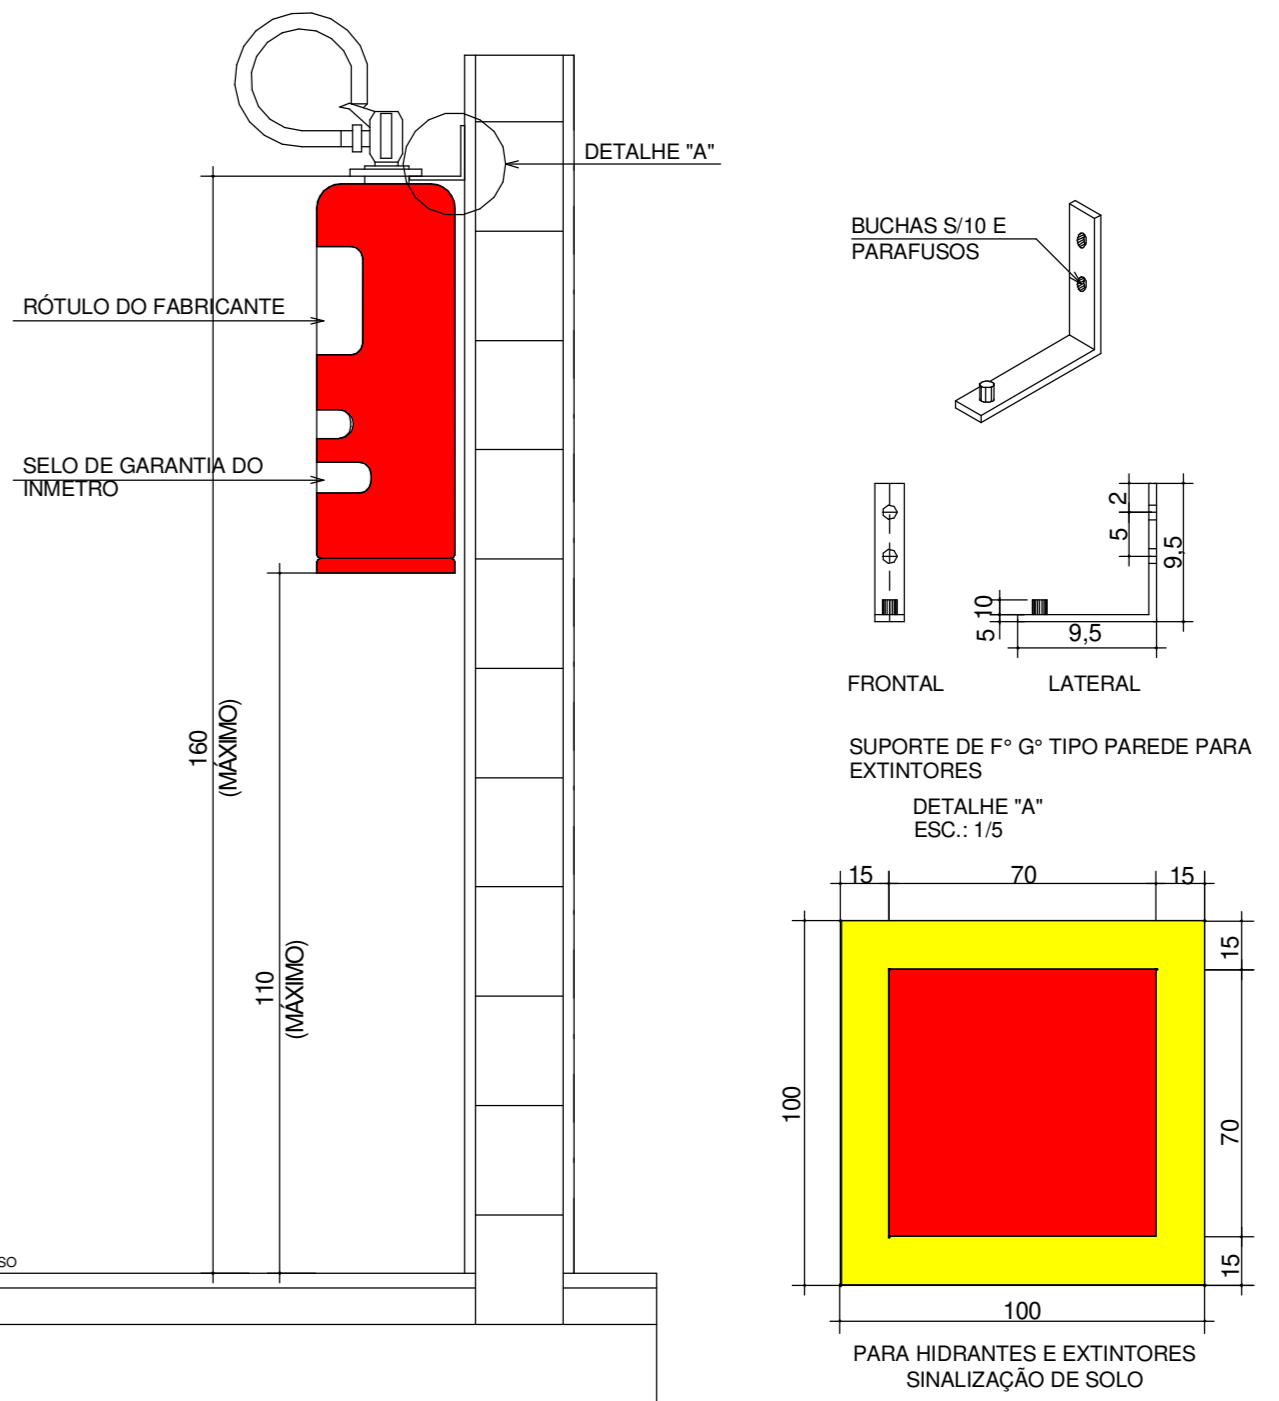 DETALHE "A"
BUCHAS S/10 E
PARAFUSOS
RÓTULO DO FABRICANTE
SELO DE GARANTIA DO
INMETRO
2
5
9,5
10
5
9,5
FRONTAL
LATERAL
160
(MÁXIMO)
SUPORTE DE F° G° TIPO PAREDE PARA
EXTINTORES
DETALHE "A"
ESC.: 1/5
15
70
15
110
(MÁXIMO)
100
15
70
15
100
SO
PARA HIDRANTES E EXTINTORES
SINALIZAÇÃO DE SOLO